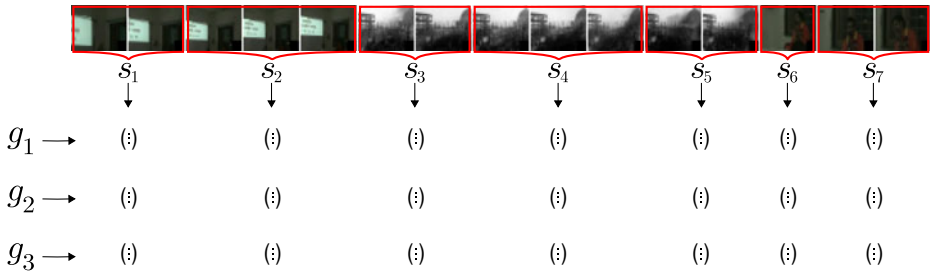 s₁ s₂ s₃ s₄ s₅ s₆ s₇
g₁ (⋮) (⋮) (⋮) (⋮) (⋮) (⋮) (⋮)
g₂ (⋮) (⋮) (⋮) (⋮) (⋮) (⋮) (⋮)
g₃ (⋮) (⋮) (⋮) (⋮) (⋮) (⋮) (⋮)